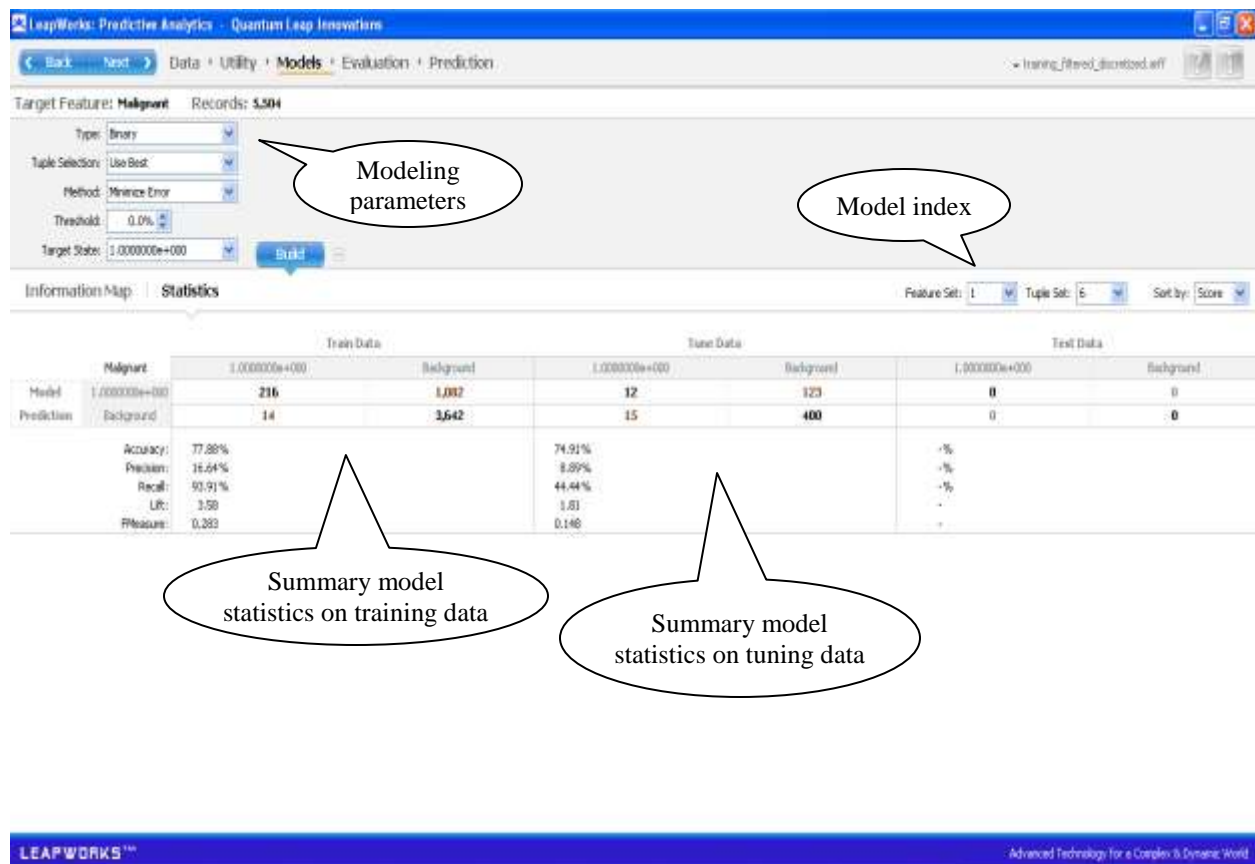 LeapWorks: Predictive Analytics - Quantum Leap Innovations
Back Next Data Utility Models Evaluation Prediction training_filtered_discretized.arff
Target Feature: Malignant Records: 5,504
Type: Binary
Tuple Selection: Use Best
Method: Minimize Error
Threshold: 0.0%
Target State: 1.0000000e+000 Build
Modeling parameters
Model index
Information Map Statistics Feature Set: 1 Tuple Set: 6 Sort by: Score
Train Data Tune Data Test Data
Malignant 1.0000000e+000 Background 1.0000000e+000 Background 1.0000000e+000 Background
Model 1.0000000e+000 216 1,082 12 123 0 0
Prediction Background 14 3,642 15 400 0 0
Accuracy: 77.88% 74.91% -%
Precision: 16.64% 8.89% -%
Recall: 93.91% 44.44% -%
Lift: 3.58 1.81 -
FMeasure: 0.283 0.148 -
Summary model
statistics on training data
Summary model
statistics on tuning data
LEAPWORKS™ Advanced Technology for a Complex & Dynamic World